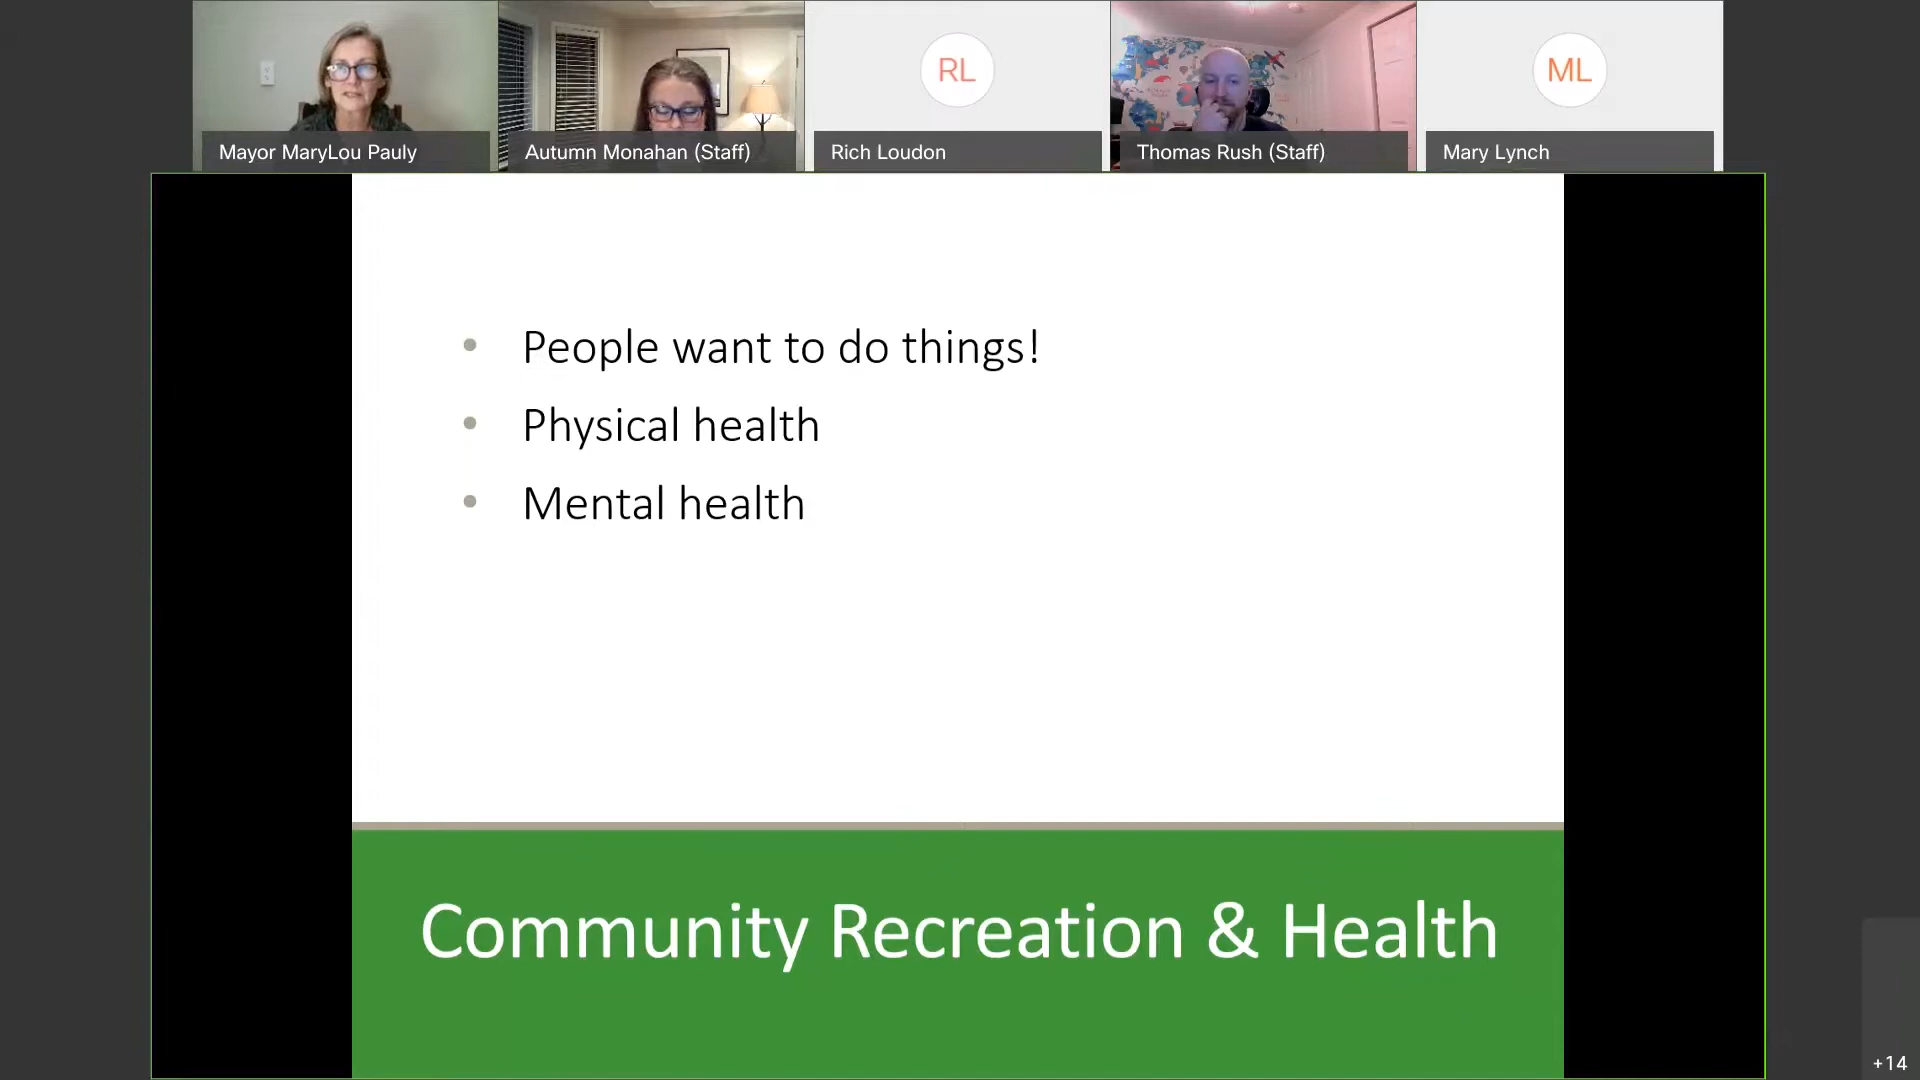 RL
ML
Mayor MaryLou Pauly
Autumn Monahan (Staff)
Rich Loudon
Thomas Rush (Staff)
Mary Lynch
• People want to do things!
• Physical health
• Mental health
Community Recreation & Health
+14